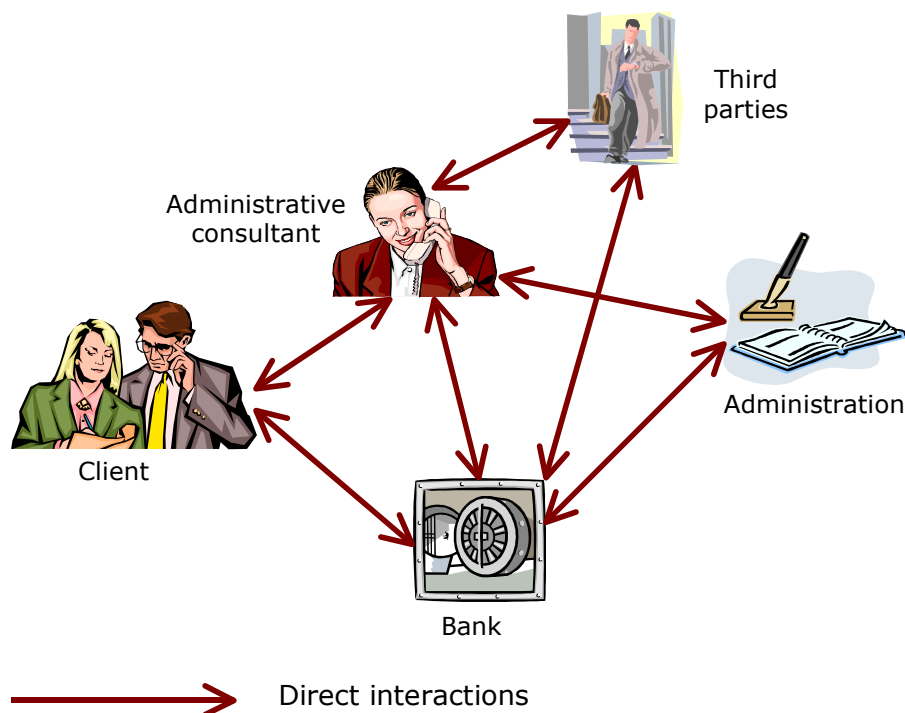 Third
parties
Administrative
consultant
Administration
Client
Bank
Direct interactions